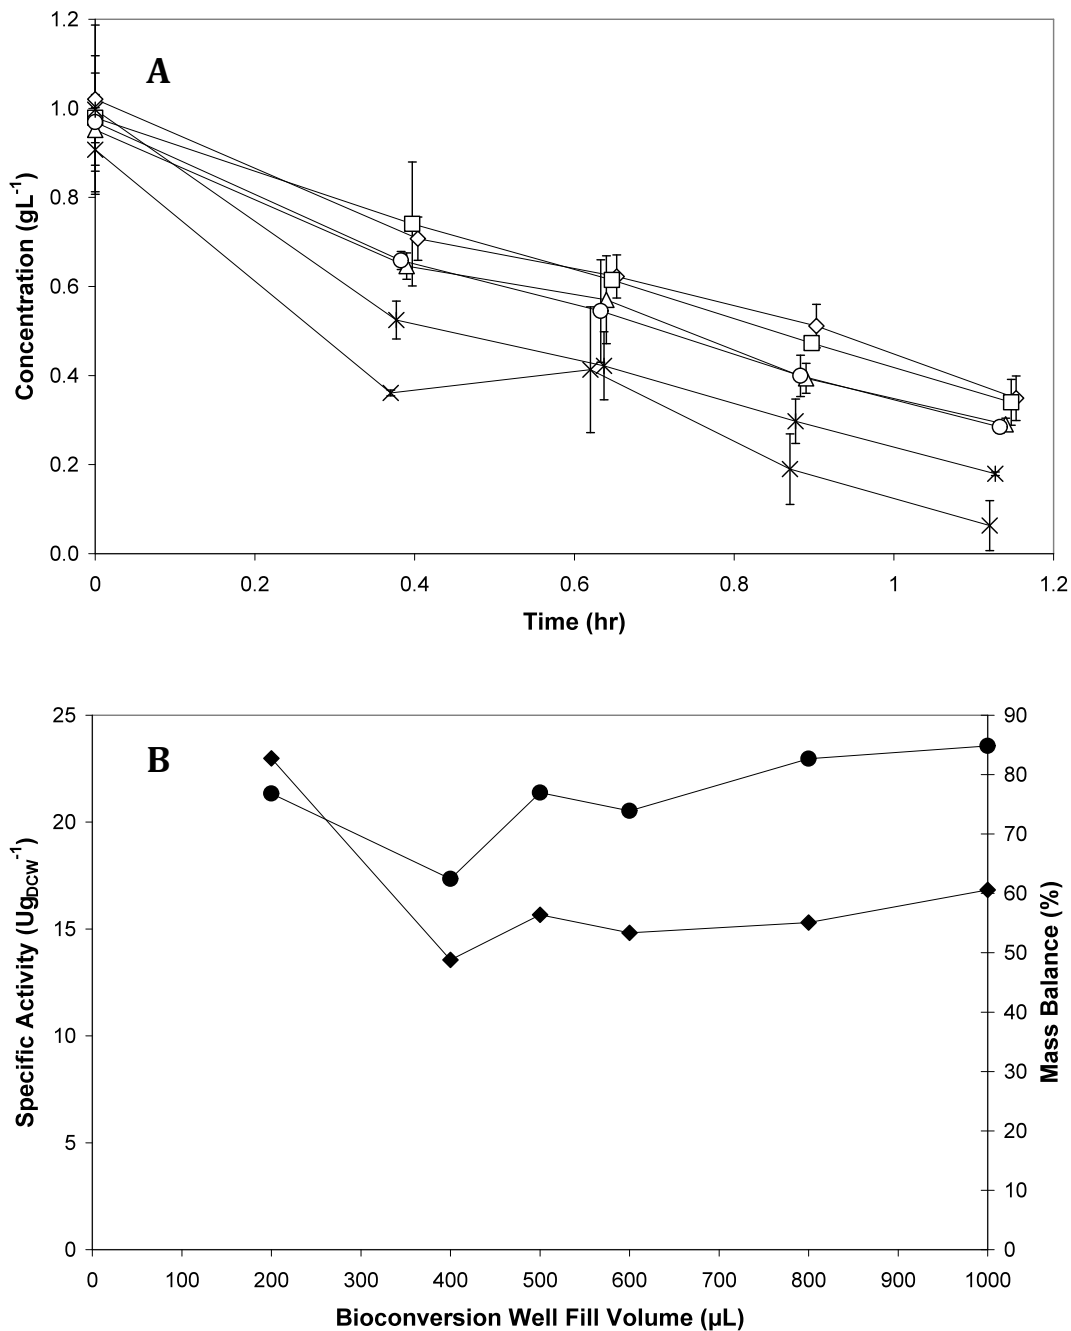 A
Concentration (gL⁻¹)
1.2
1.0
0.8
0.6
0.4
0.2
0.0
0 0.2 0.4 0.6 0.8 1 1.2
Time (hr)
B
Specific Activity (Ug_DCW⁻¹)
25
20
15
10
5
0
90
80
70
60
50
40
30
20
10
0
Mass Balance (%)
0 100 200 300 400 500 600 700 800 900 1000
Bioconversion Well Fill Volume (µL)